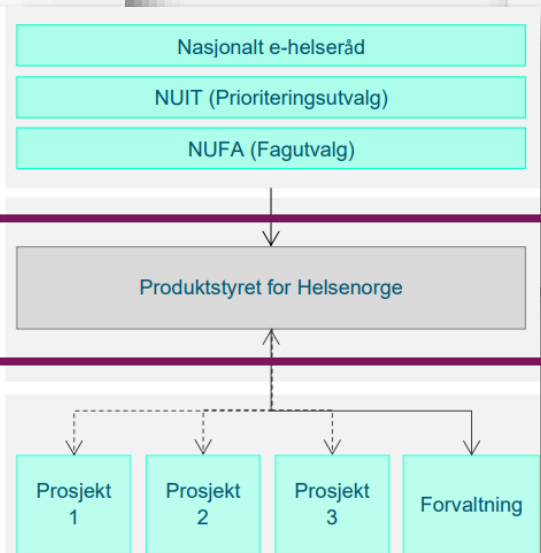 Nasjonalt e-helseråd
NUIT (Prioriteringsutvalg)
NUFA (Fagutvalg)
Produktstyret for Helsenorge
Prosjekt
1
Prosjekt
2
Prosjekt
3
Forvaltning